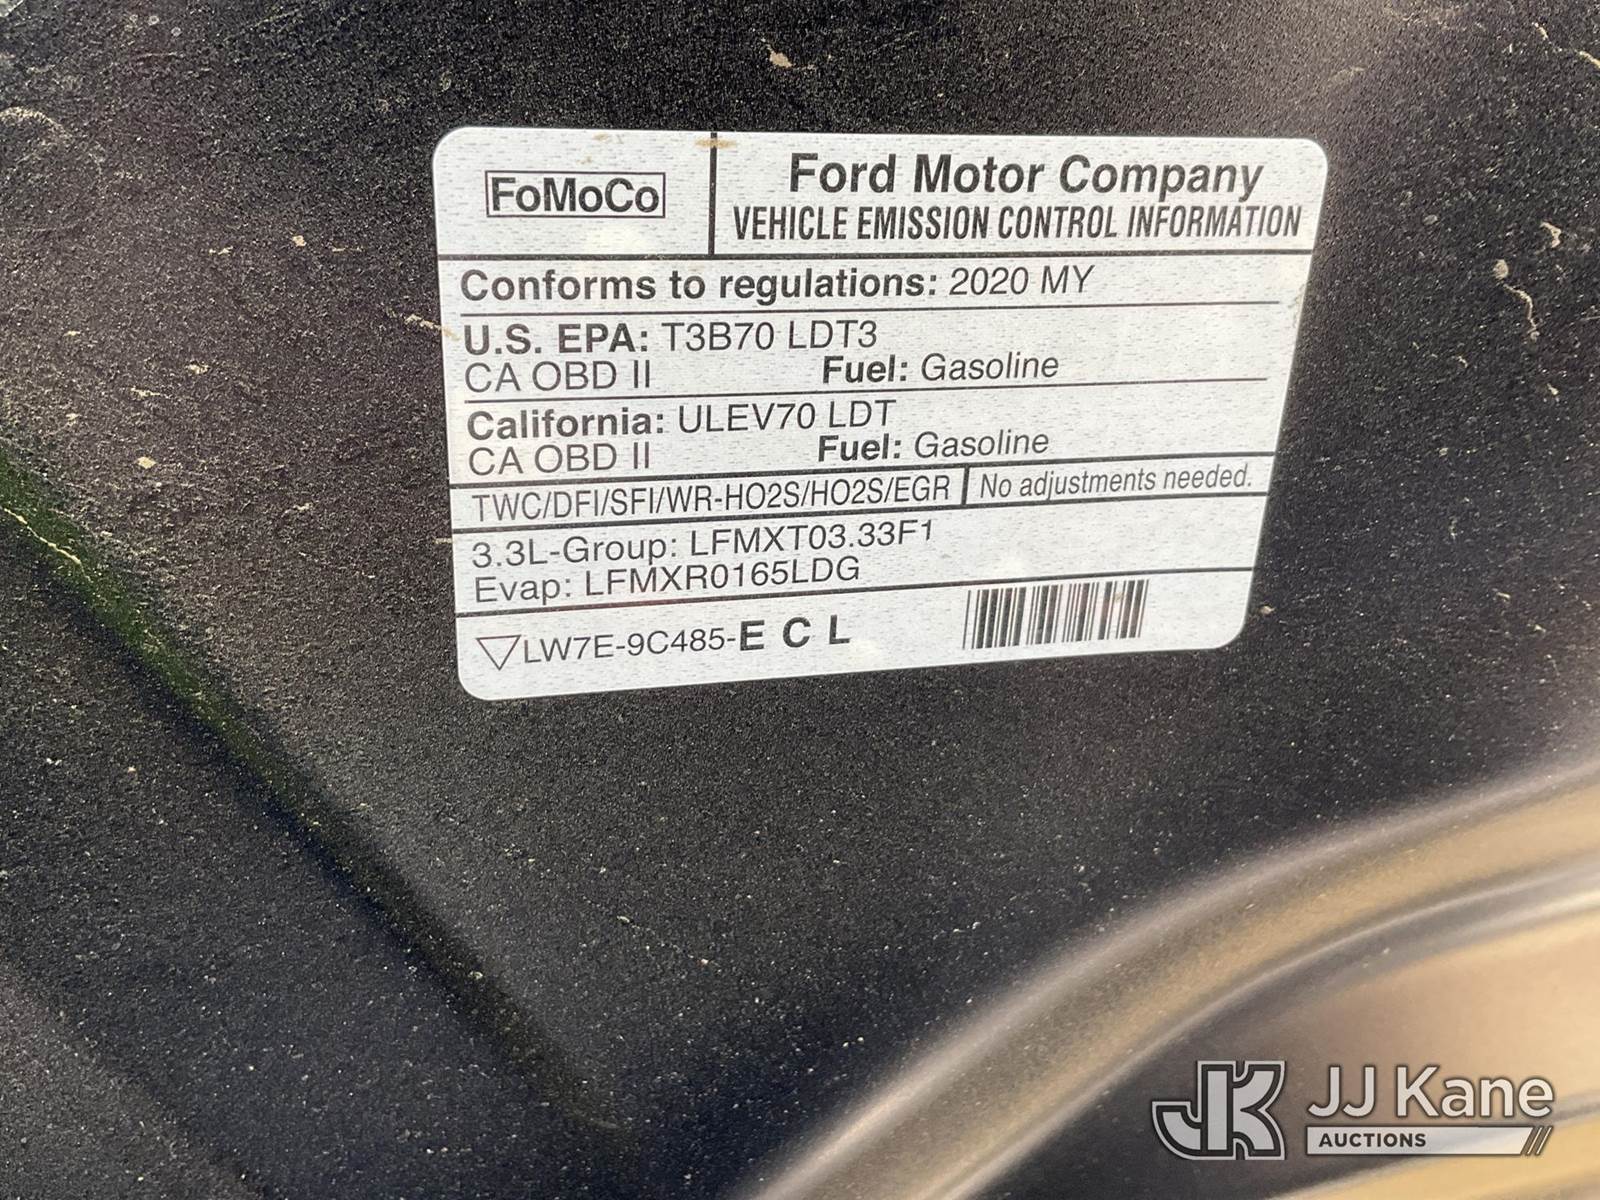 FoMoCo
Ford Motor Company
VEHICLE EMISSION CONTROL INFORMATION
Conforms to regulations: 2020 MY
U.S. EPA: T3B70 LDT3
CA OBD II Fuel: Gasoline
California: ULEV70 LDT
CA OBD II Fuel: Gasoline
TWC/DFI/SFI/WR-HO2S/HO2S/EGR No adjustments needed.
3.3L-Group: LFMXT03.33F1
Evap: LFMXR0165LDG
LW7E-9C485-E C L
JK JJ Kane
AUCTIONS